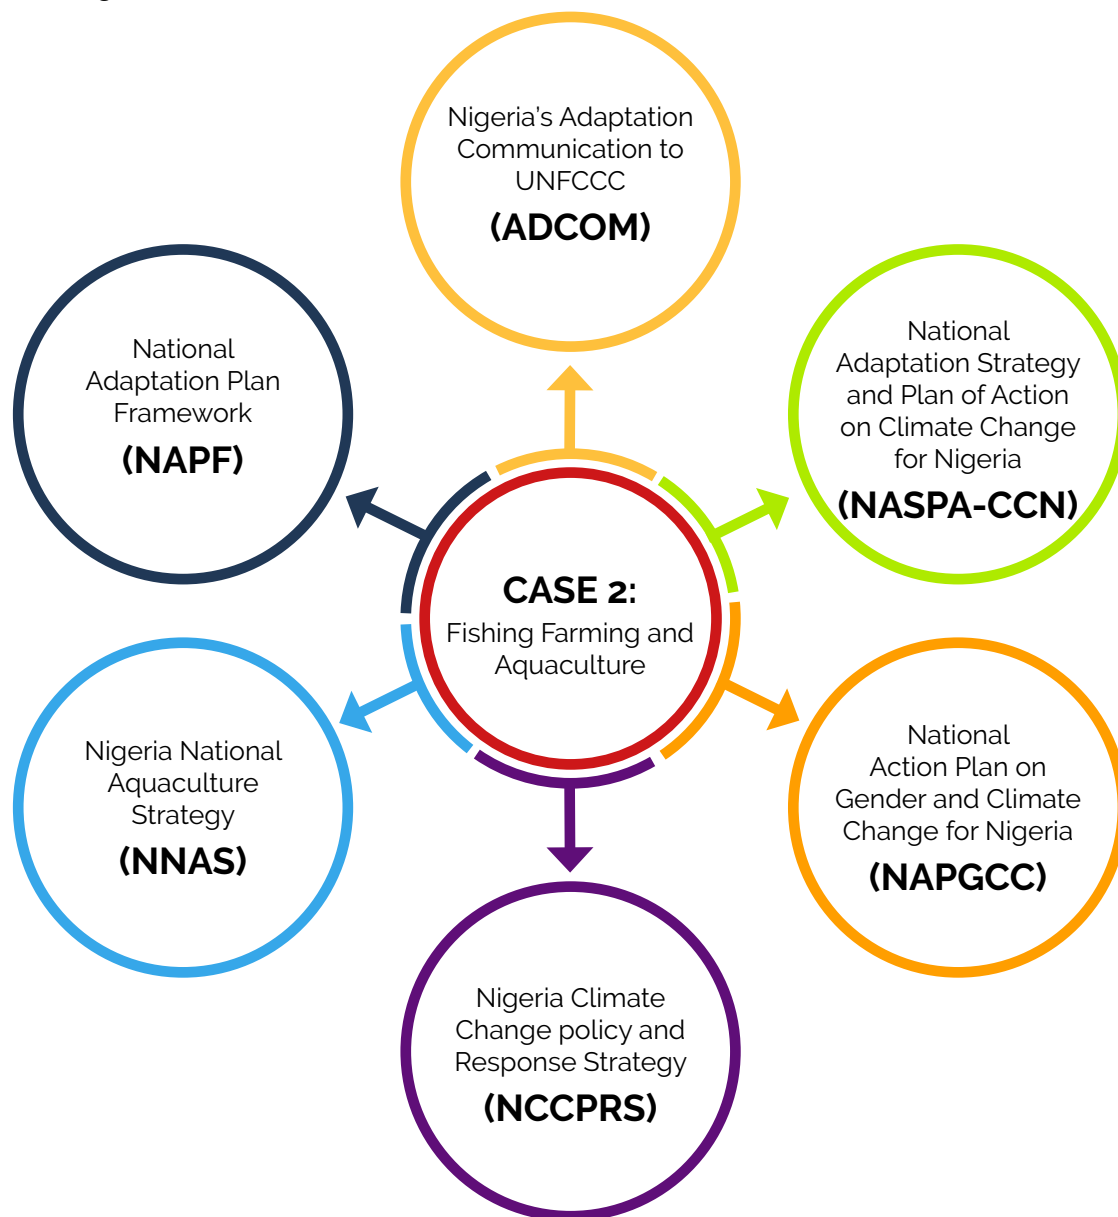 Nigeria's Adaptation
Communication to
UNFCCC
(ADCOM)
National
Adaptation Plan
Framework
(NAPF)
National
Adaptation Strategy
and Plan of Action
on Climate Change
for Nigeria
(NASPA-CCN)
CASE 2:
Fishing Farming and
Aquaculture
Nigeria National
Aquaculture
Strategy
(NNAS)
National
Action Plan on
Gender and Climate
Change for Nigeria
(NAPGCC)
Nigeria Climate
Change policy and
Response Strategy
(NCCPRS)